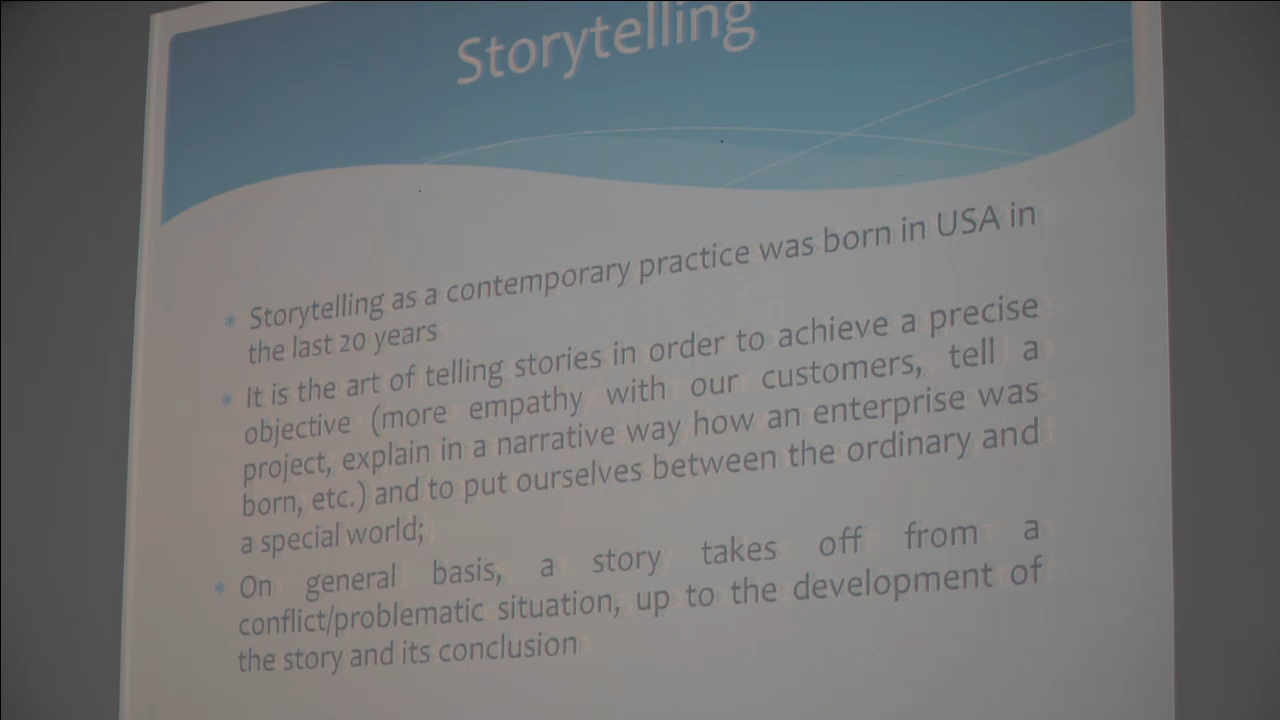 Storytelling
* Storytelling as a contemporary practice was born in USA in
the last 20 years
* It is the art of telling stories in order to achieve a precise
objective (more empathy with our customers, tell a
project, explain in a narrative way how an enterprise was
born, etc.) and to put ourselves between the ordinary and
a special world;
* On general basis, a story takes off from a
conflict/problematic situation, up to the development of
the story and its conclusion